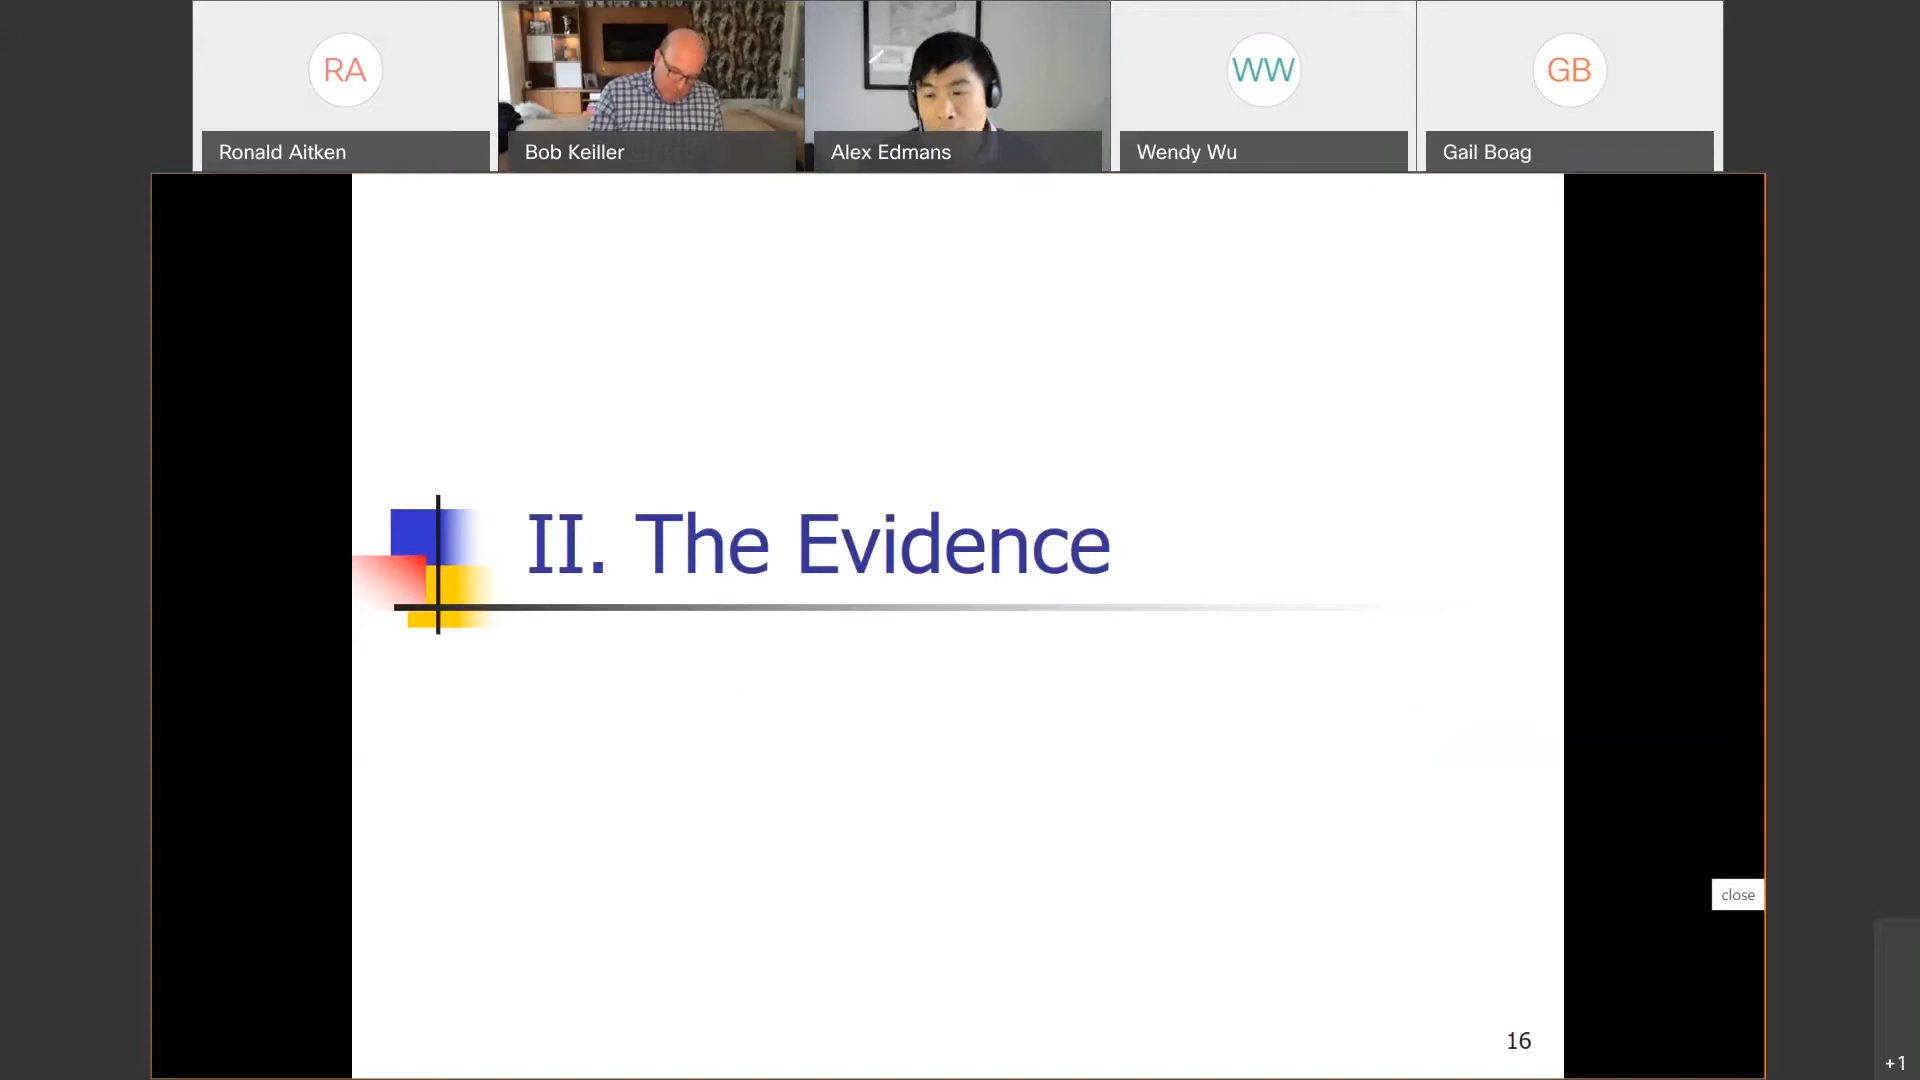 RA
WW
GB
Ronald Aitken
Bob Keiller
Alex Edmans
Wendy Wu
Gail Boag
II. The Evidence
close
16
+1